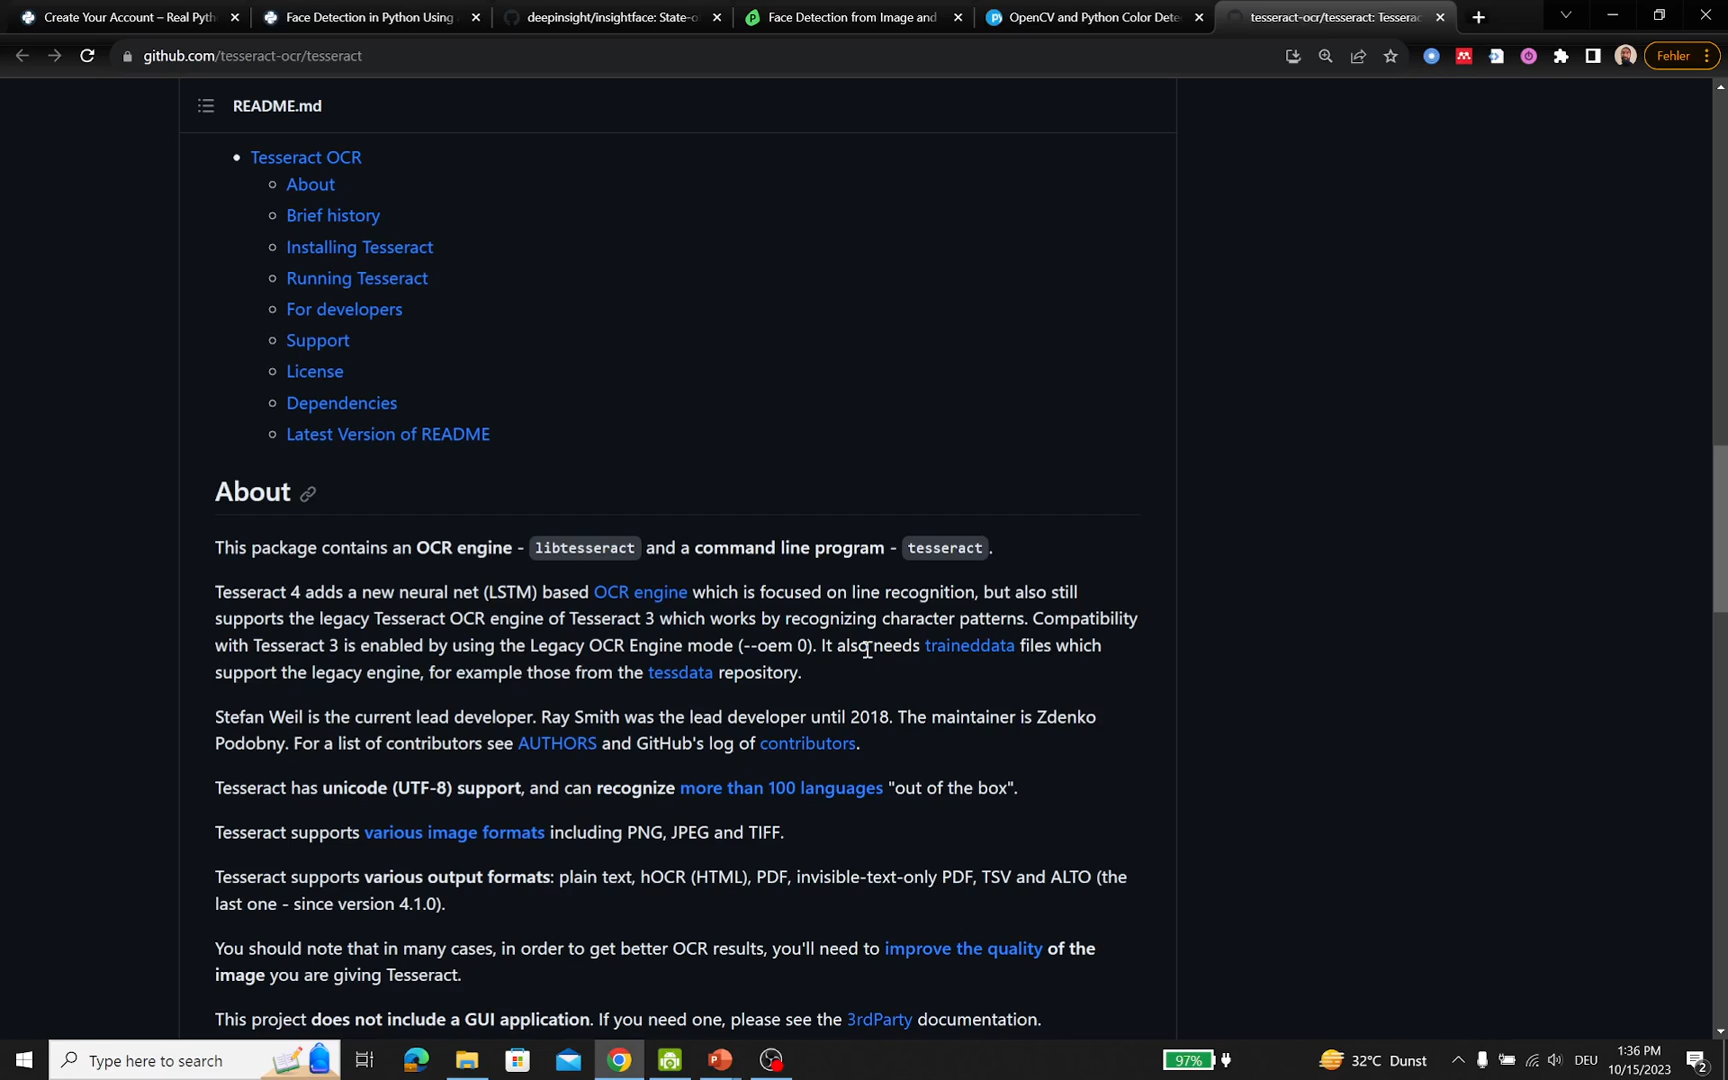 Create Your Account – Real Pyth
Face Detection in Python Using
deepinsight/insightface: State-o
Face Detection from Image and
OpenCV and Python Color Dete
tesseract-ocr/tesseract: Tesserac
github.com/tesseract-ocr/tesseract
Fehler
README.md
Tesseract OCR
About
Brief history
Installing Tesseract
Running Tesseract
For developers
Support
License
Dependencies
Latest Version of README
About
This package contains an OCR engine - libtesseract and a command line program - tesseract.
Tesseract 4 adds a new neural net (LSTM) based OCR engine which is focused on line recognition, but also still
supports the legacy Tesseract OCR engine of Tesseract 3 which works by recognizing character patterns. Compatibility
with Tesseract 3 is enabled by using the Legacy OCR Engine mode (--oem 0). It also needs traineddata files which
support the legacy engine, for example those from the tessdata repository.
Stefan Weil is the current lead developer. Ray Smith was the lead developer until 2018. The maintainer is Zdenko
Podobny. For a list of contributors see AUTHORS and GitHub's log of contributors.
Tesseract has unicode (UTF-8) support, and can recognize more than 100 languages "out of the box".
Tesseract supports various image formats including PNG, JPEG and TIFF.
Tesseract supports various output formats: plain text, hOCR (HTML), PDF, invisible-text-only PDF, TSV and ALTO (the
last one - since version 4.1.0).
You should note that in many cases, in order to get better OCR results, you'll need to improve the quality of the
image you are giving Tesseract.
This project does not include a GUI application. If you need one, please see the 3rdParty documentation.
Type here to search
97%
32°C Dunst
DEU
1:36 PM
10/15/2023
2